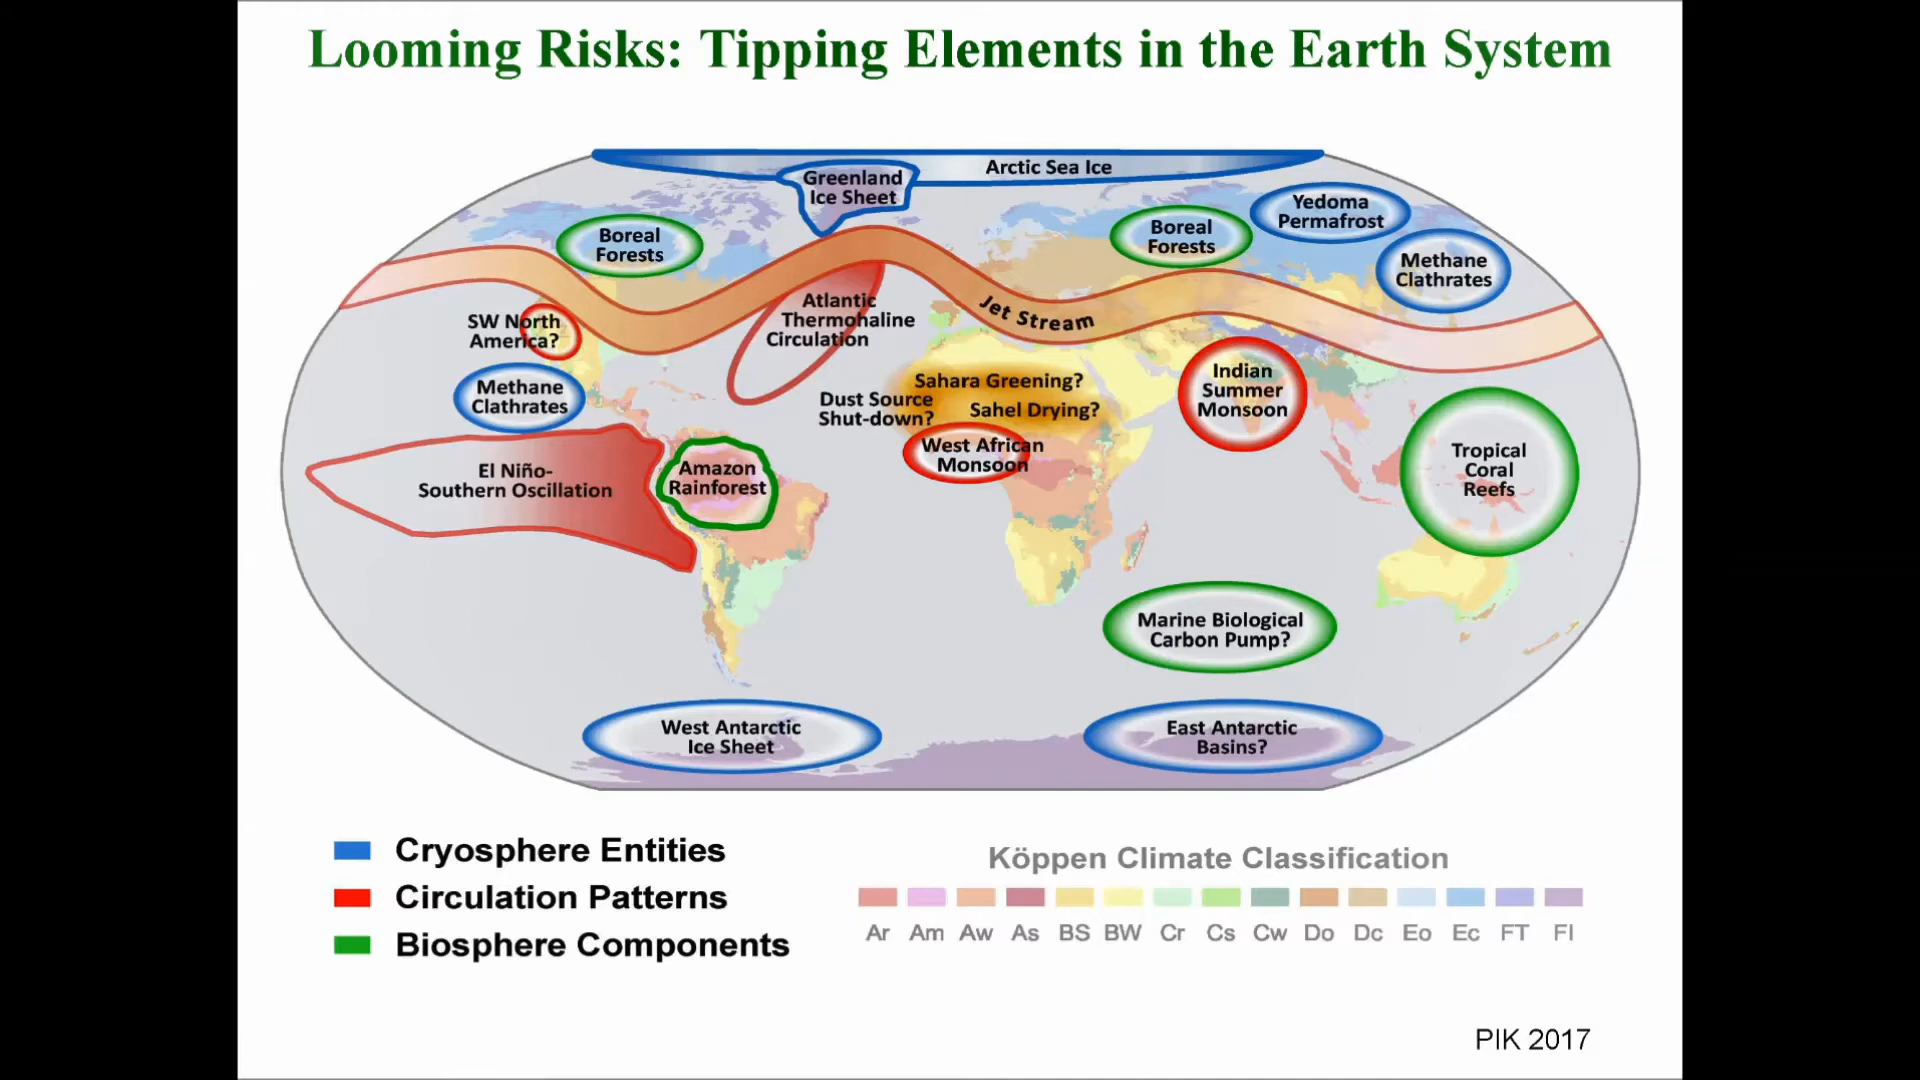 Looming Risks: Tipping Elements in the Earth System
Arctic Sea Ice
Greenland
Ice Sheet
Yedoma
Permafrost
Boreal
Forests
Boreal
Forests
Methane
Clathrates
Atlantic
Thermohaline
Circulation
Jet Stream
SW North
America?
Methane
Clathrates
Sahara Greening?
Dust Source
Shut-down?
Sahel Drying?
Indian
Summer
Monsoon
West African
Monsoon
El Niño-
Southern Oscillation
Amazon
Rainforest
Tropical
Coral
Reefs
Marine Biological
Carbon Pump?
West Antarctic
Ice Sheet
East Antarctic
Basins?
Cryosphere Entities
Circulation Patterns
Biosphere Components
Köppen Climate Classification
Ar Am Aw As BS BW Cr Cs Cw Do Dc Eo Ec FT FI
PIK 2017